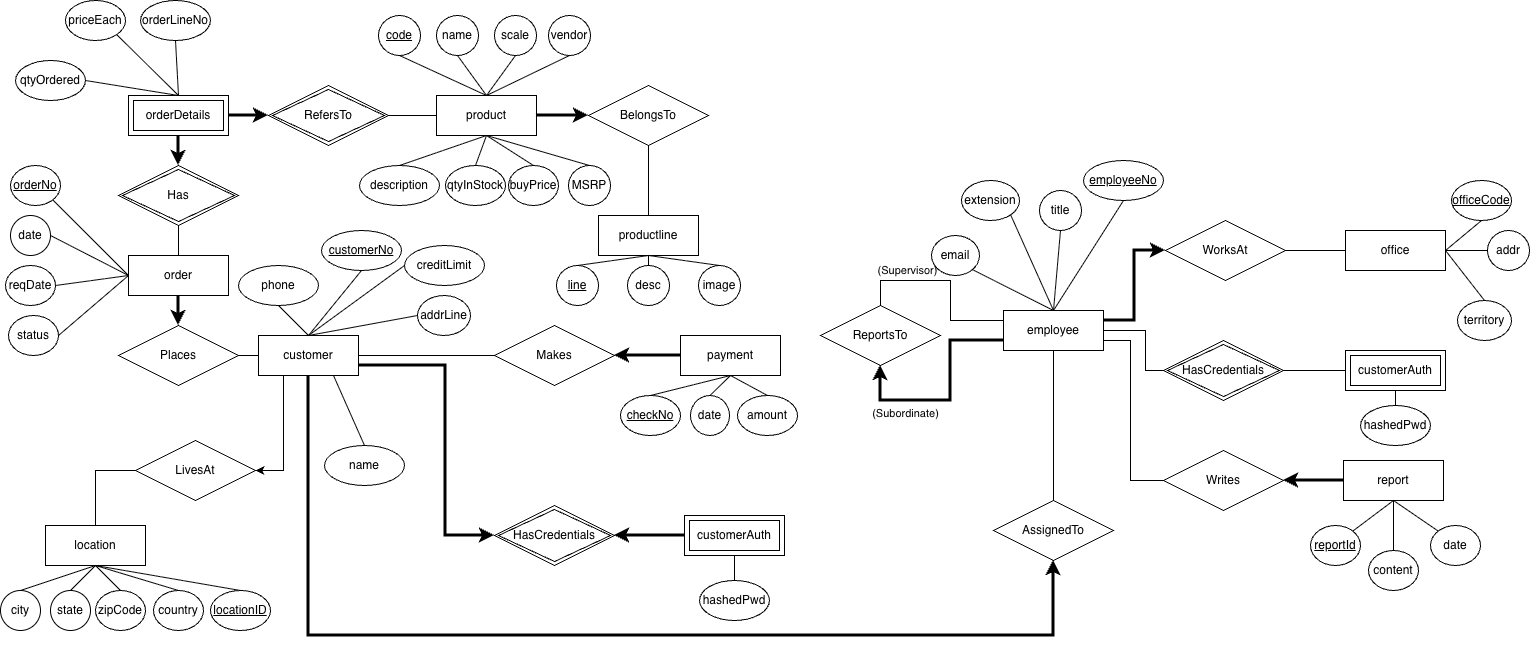 priceEach
orderLineNo
qtyOrdered
orderDetails
RefersTo
code
name
scale
vendor
product
description
qtyInStock
buyPrice
MSRP
BelongsTo
productline
line
desc
image
Has
orderNo
date
reqDate
status
order
Places
phone
customerNo
creditLimit
addrLine
customer
name
Makes
payment
checkNo
date
amount
LivesAt
location
city
state
zipCode
country
locationID
HasCredentials
customerAuth
hashedPwd
(Supervisor)
ReportsTo
(Subordinate)
email
extension
title
employeeNo
employee
AssignedTo
WorksAt
office
officeCode
addr
territory
HasCredentials
customerAuth
hashedPwd
Writes
report
reportId
content
date